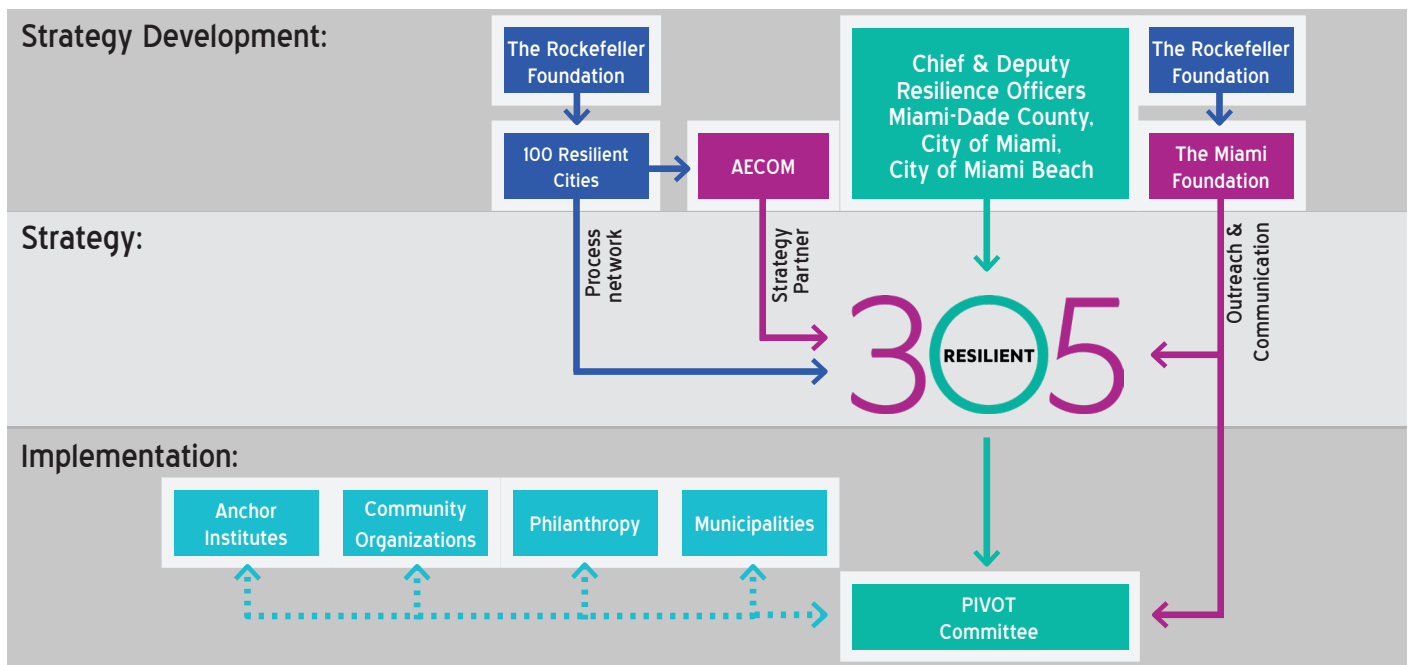 Strategy Development:
The Rockefeller
Foundation
100 Resilient
Cities
AECOM
Chief & Deputy
Resilience Officers
Miami-Dade County,
City of Miami,
City of Miami Beach
The Rockefeller
Foundation
The Miami
Foundation
Strategy:
Process
network
Strategy
Partner
305
RESILIENT
Outreach &
Communication
Implementation:
Anchor
Institutes
Community
Organizations
Philanthropy
Municipalities
PIVOT
Committee